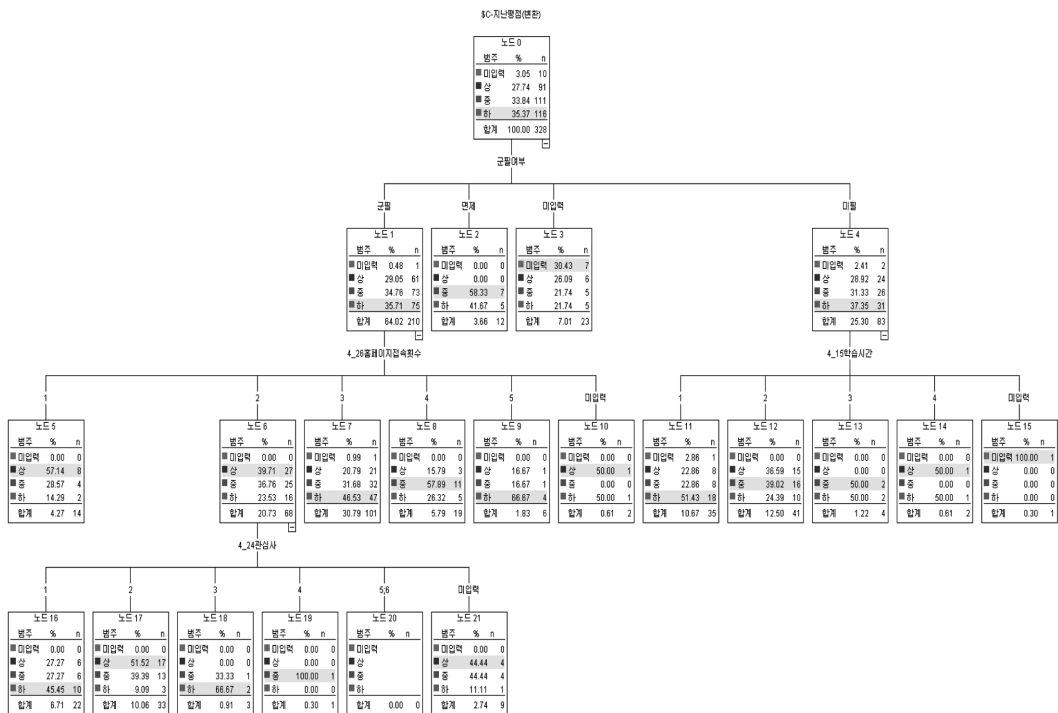 $C-지난평점(변환)
노드 0
범주 % n
미입력 3.05 10
상 27.74 91
중 33.84 111
하 35.37 116
합계 100.00 328
군필여부
군필
면제
미입력
미필
노드 1
범주 % n
미입력 0.48 1
상 29.05 61
중 34.76 73
하 35.71 75
합계 64.02 210
노드 2
범주 % n
미입력 0.00 0
상 0.00 0
중 58.33 7
하 41.67 5
합계 3.66 12
노드 3
범주 % n
미입력 30.43 7
상 26.09 6
중 21.74 5
하 21.74 5
합계 7.01 23
노드 4
범주 % n
미입력 2.41 2
상 28.92 24
중 31.33 26
하 37.35 31
합계 25.30 83
4_26홈페이지접속횟수
4_15학습시간
1
2
3
4
5
미입력
1
2
3
4
미입력
노드 5
범주 % n
미입력 0.00 0
상 57.14 8
중 28.57 4
하 14.29 2
합계 4.27 14
노드 6
범주 % n
미입력 0.00 0
상 39.71 27
중 36.76 25
하 23.53 16
합계 20.73 68
노드 7
범주 % n
미입력 0.99 1
상 20.79 21
중 31.68 32
하 46.53 47
합계 30.79 101
노드 8
범주 % n
미입력 0.00 0
상 15.79 3
중 57.89 11
하 26.32 5
합계 5.79 19
노드 9
범주 % n
미입력 0.00 0
상 16.67 1
중 16.67 1
하 66.67 4
합계 1.83 6
노드 10
범주 % n
미입력 0.00 0
상 50.00 1
중 0.00 0
하 50.00 1
합계 0.61 2
노드 11
범주 % n
미입력 2.86 1
상 22.86 8
중 22.86 8
하 51.43 18
합계 10.67 35
노드 12
범주 % n
미입력 0.00 0
상 36.59 15
중 39.02 16
하 24.39 10
합계 12.50 41
노드 13
범주 % n
미입력 0.00 0
상 0.00 0
중 50.00 2
하 50.00 2
합계 1.22 4
노드 14
범주 % n
미입력 0.00 0
상 50.00 1
중 0.00 0
하 50.00 1
합계 0.61 2
노드 15
범주 % n
미입력 100.00 1
상 0.00 0
중 0.00 0
하 0.00 0
합계 0.30 1
4_24관심사
1
2
3
4
5;6
미입력
노드 16
범주 % n
미입력 0.00 0
상 27.27 6
중 27.27 6
하 45.45 10
합계 6.71 22
노드 17
범주 % n
미입력 0.00 0
상 51.52 17
중 39.39 13
하 9.09 3
합계 10.06 33
노드 18
범주 % n
미입력 0.00 0
상 0.00 0
중 33.33 1
하 66.67 2
합계 0.91 3
노드 19
범주 % n
미입력 0.00 0
상 0.00 0
중 100.00 1
하 0.00 0
합계 0.30 1
노드 20
범주 % n
미입력
상
중
하
합계 0.00 0
노드 21
범주 % n
미입력 0.00 0
상 44.44 4
중 44.44 4
하 11.11 1
합계 2.74 9